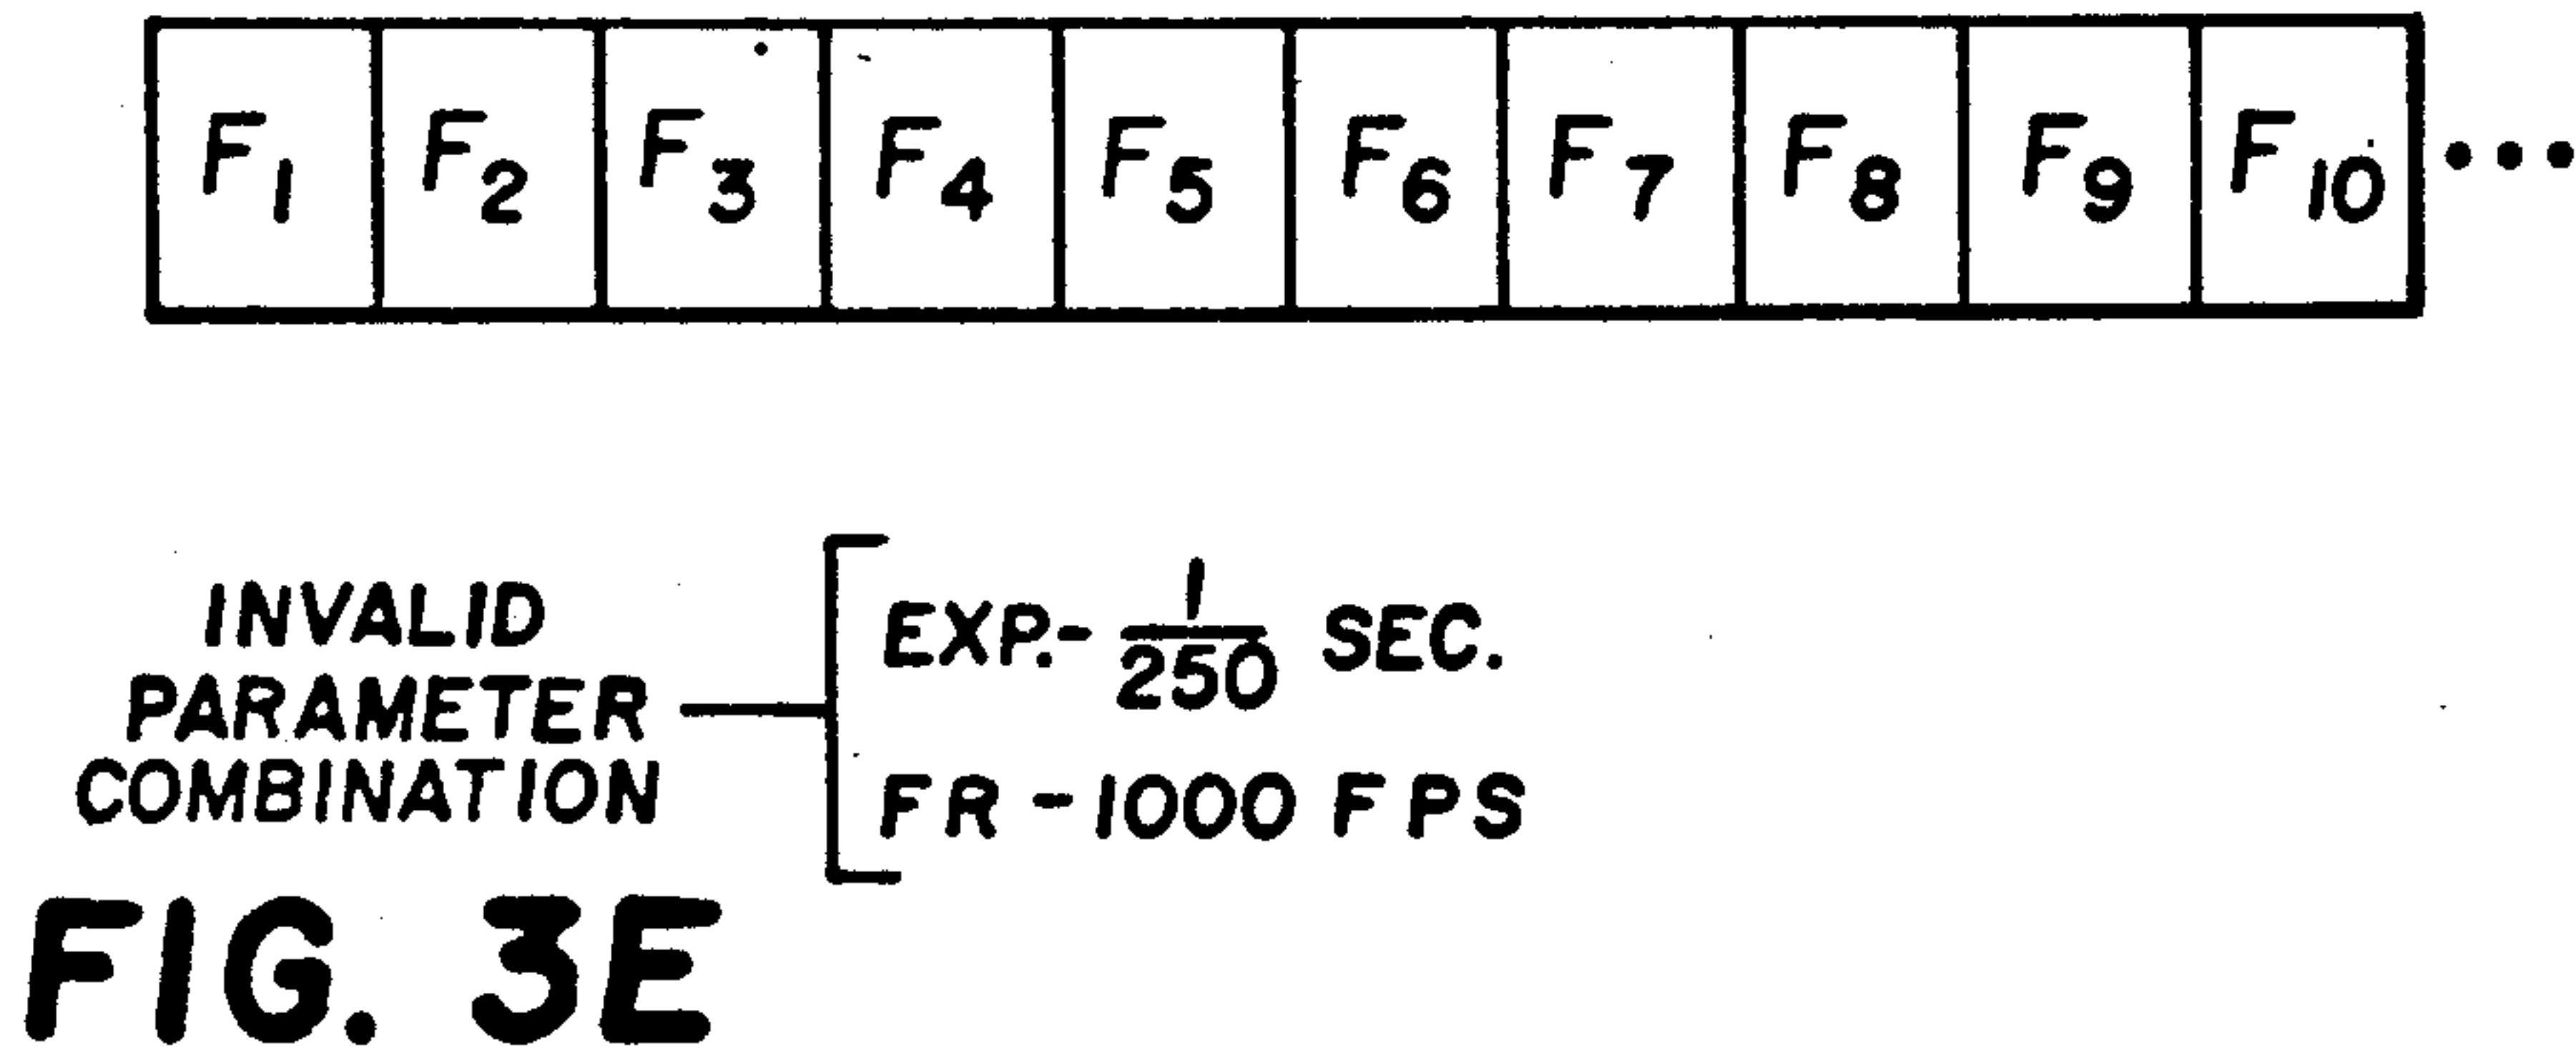 F1 F2 F3 F4 F5 F6 F7 F8 F9 F10 •••
INVALID
PARAMETER
COMBINATION
EXP.- 1/250 SEC.
FR - 1000 FPS
FIG. 3E